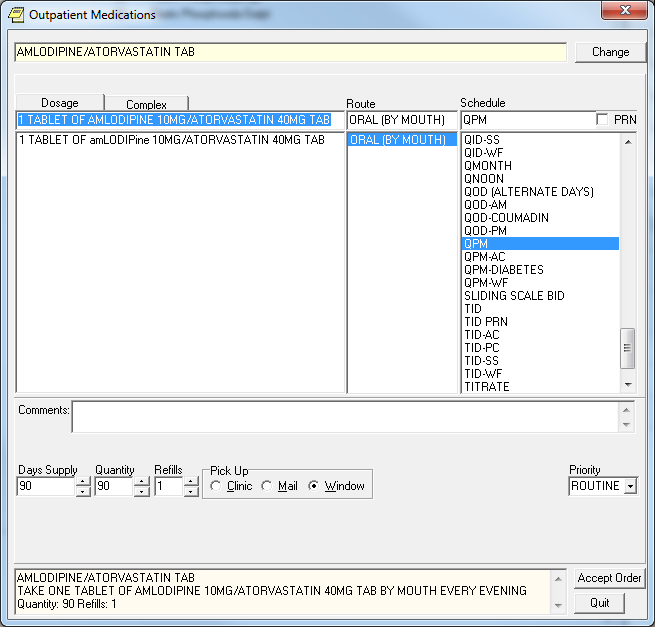 Outpatient Medications
AMLODIPINE/ATORVASTATIN TAB
Change
Dosage
Complex
Route
Schedule
1 TABLET OF AMLODIPINE 10MG/ATORVASTATIN 40MG TAB
ORAL (BY MOUTH)
QPM
PRN
1 TABLET OF amLODIPine 10MG/ATORVASTATIN 40MG TAB
ORAL (BY MOUTH)
QID-SS
QID-WF
QMONTH
QNOON
QOD (ALTERNATE DAYS)
QOD-AM
QOD-COUMADIN
QOD-PM
QPM
QPM-AC
QPM-DIABETES
QPM-WF
SLIDING SCALE BID
TID
TID PRN
TID-AC
TID-PC
TID-SS
TID-WF
TITRATE
Comments:
Days Supply
Quantity
Refills
Pick Up
Priority
90
90
1
Clinic
Mail
Window
ROUTINE
AMLODIPINE/ATORVASTATIN TAB
TAKE ONE TABLET OF AMLODIPINE 10MG/ATORVASTATIN 40MG TAB BY MOUTH EVERY EVENING
Quantity: 90 Refills: 1
Accept Order
Quit